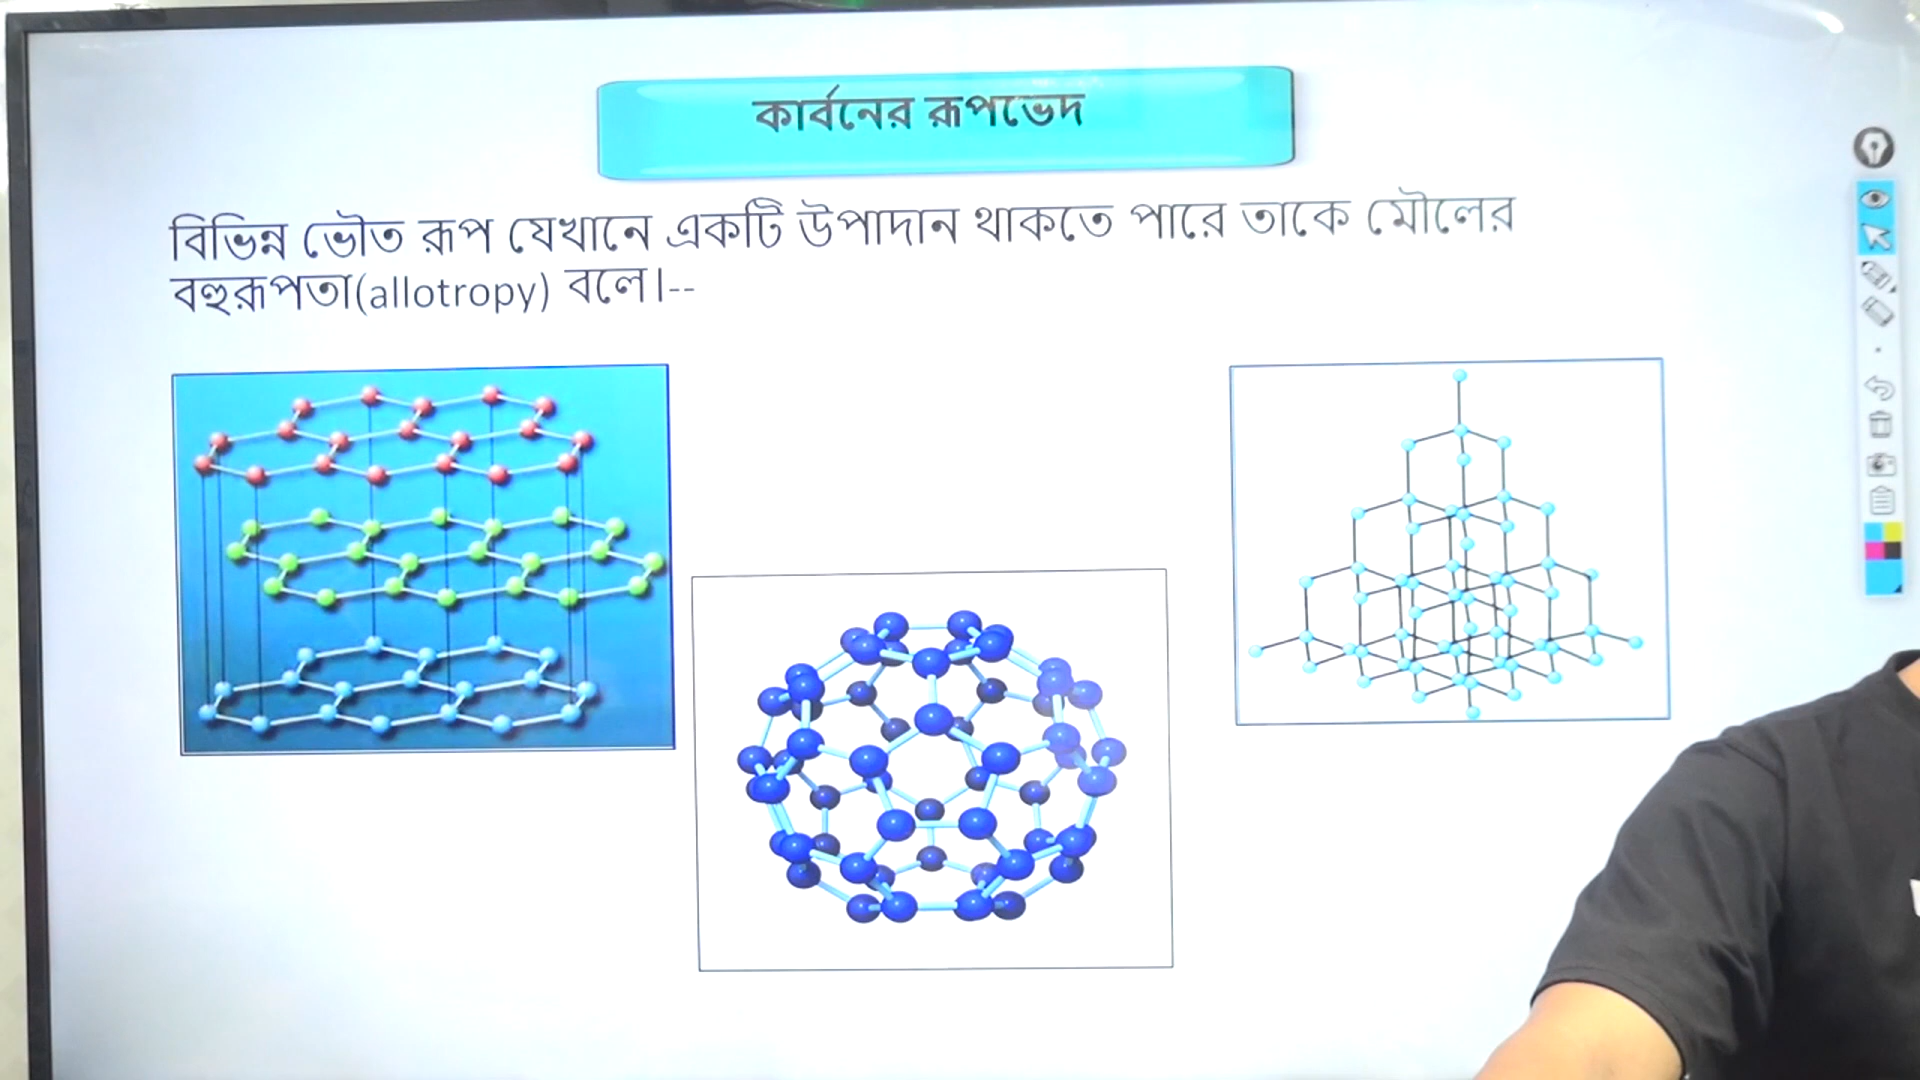 কার্বনের রূপভেদ
বিভিন্ন ভৌত রূপ যেখানে একটি উপাদান থাকতে পারে তাকে মৌলের
বহুরূপতা(allotropy) বলে।--